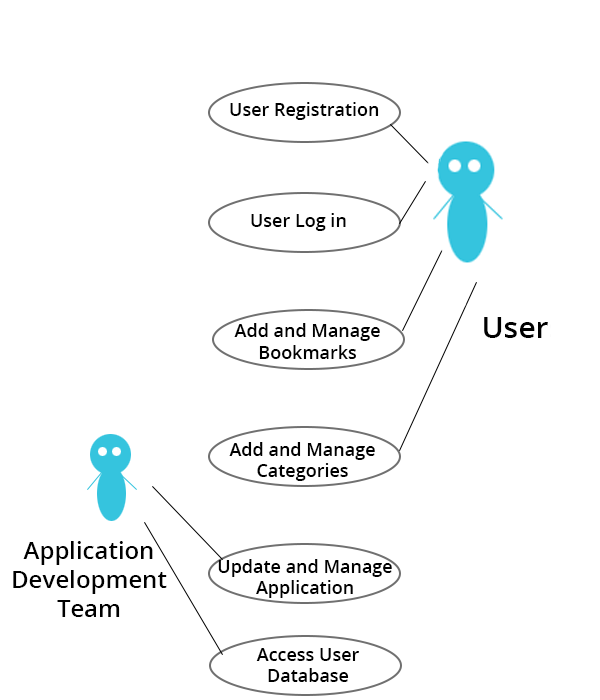 User Registration
User Log in
Add and Manage
Bookmarks
User
Add and Manage
Categories
Application
Development
Team
Update and Manage
Application
Access User
Database